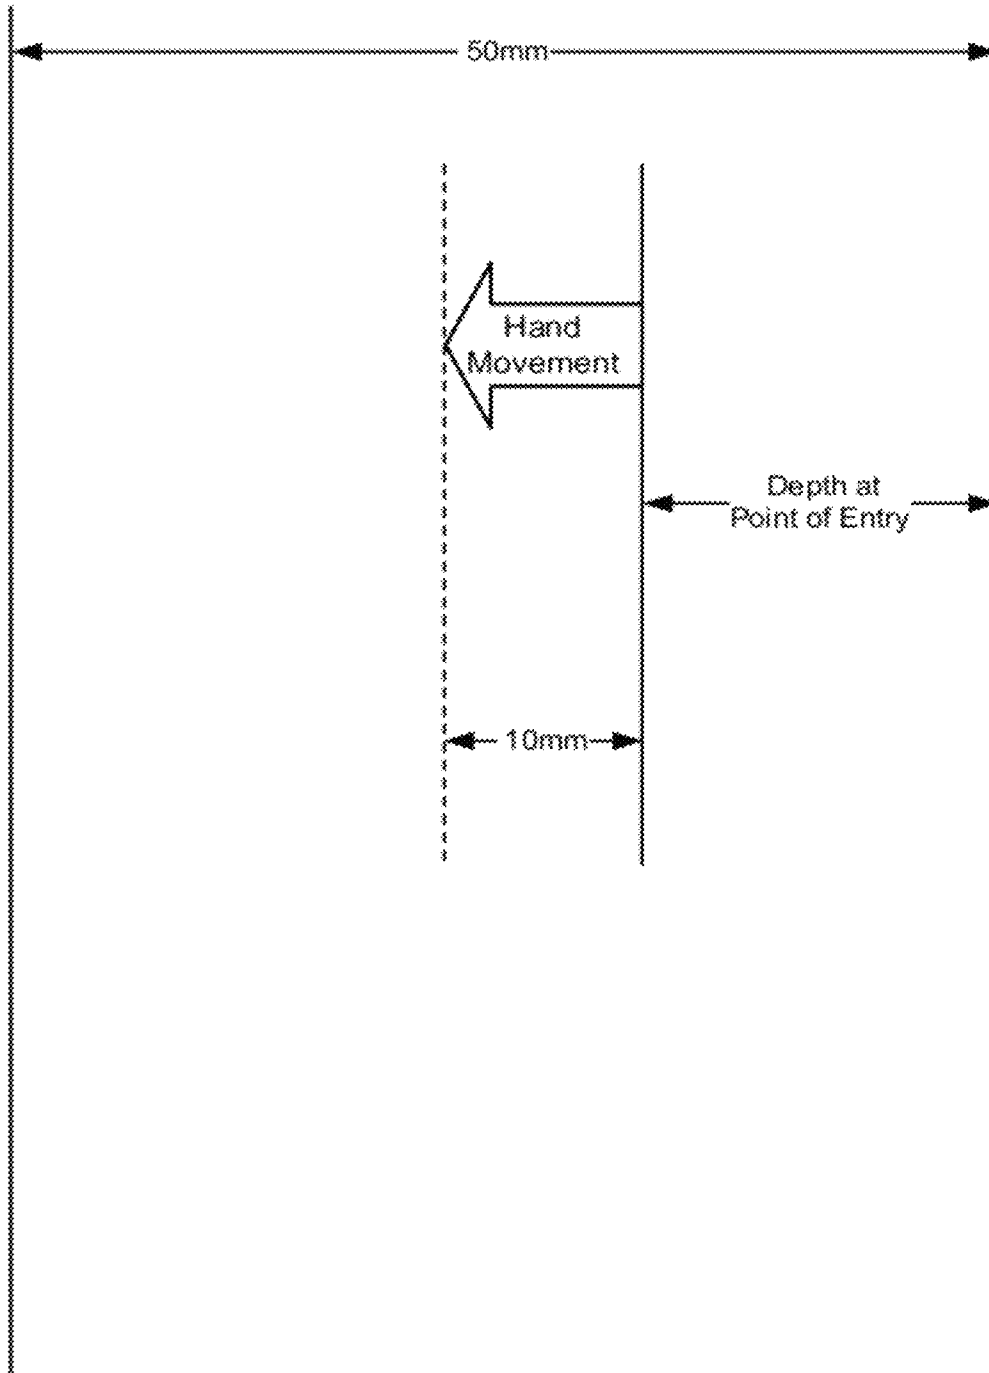 50mm
Hand
Movement
Depth at
Point of Entry
10mm